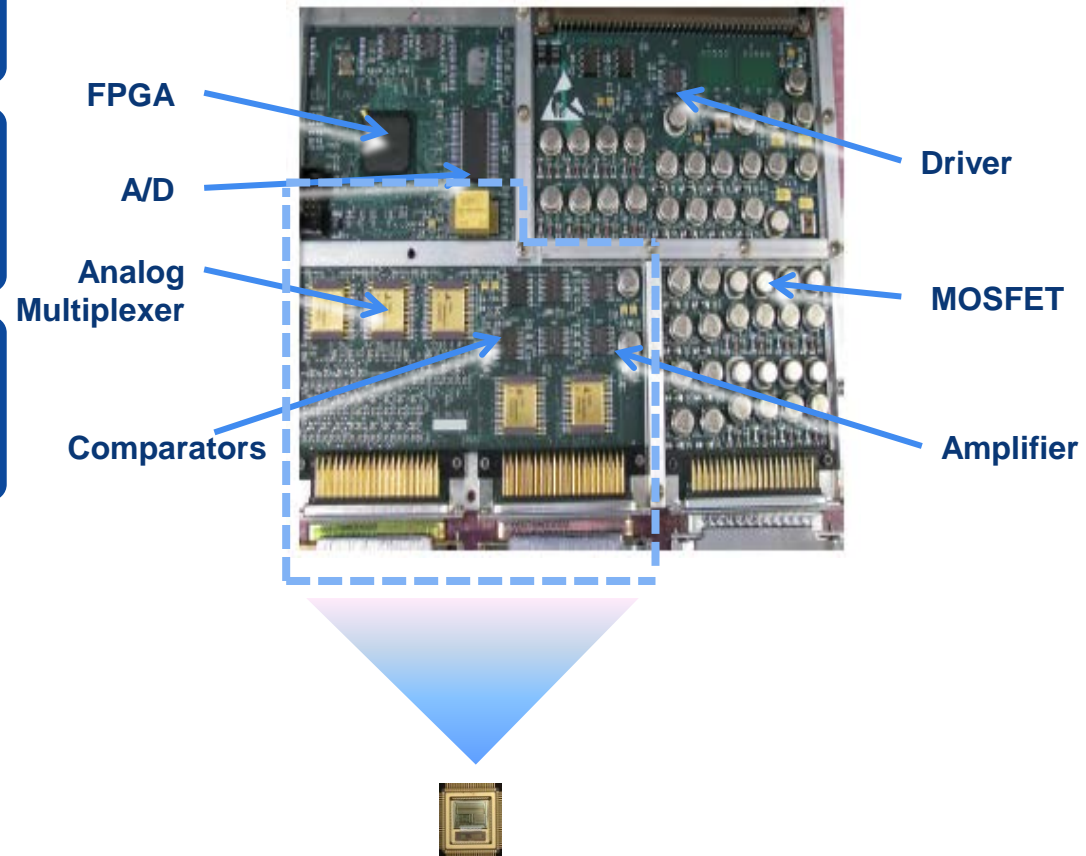 FPGA
A/D
Analog
Multiplexer
Comparators
Driver
MOSFET
Amplifier